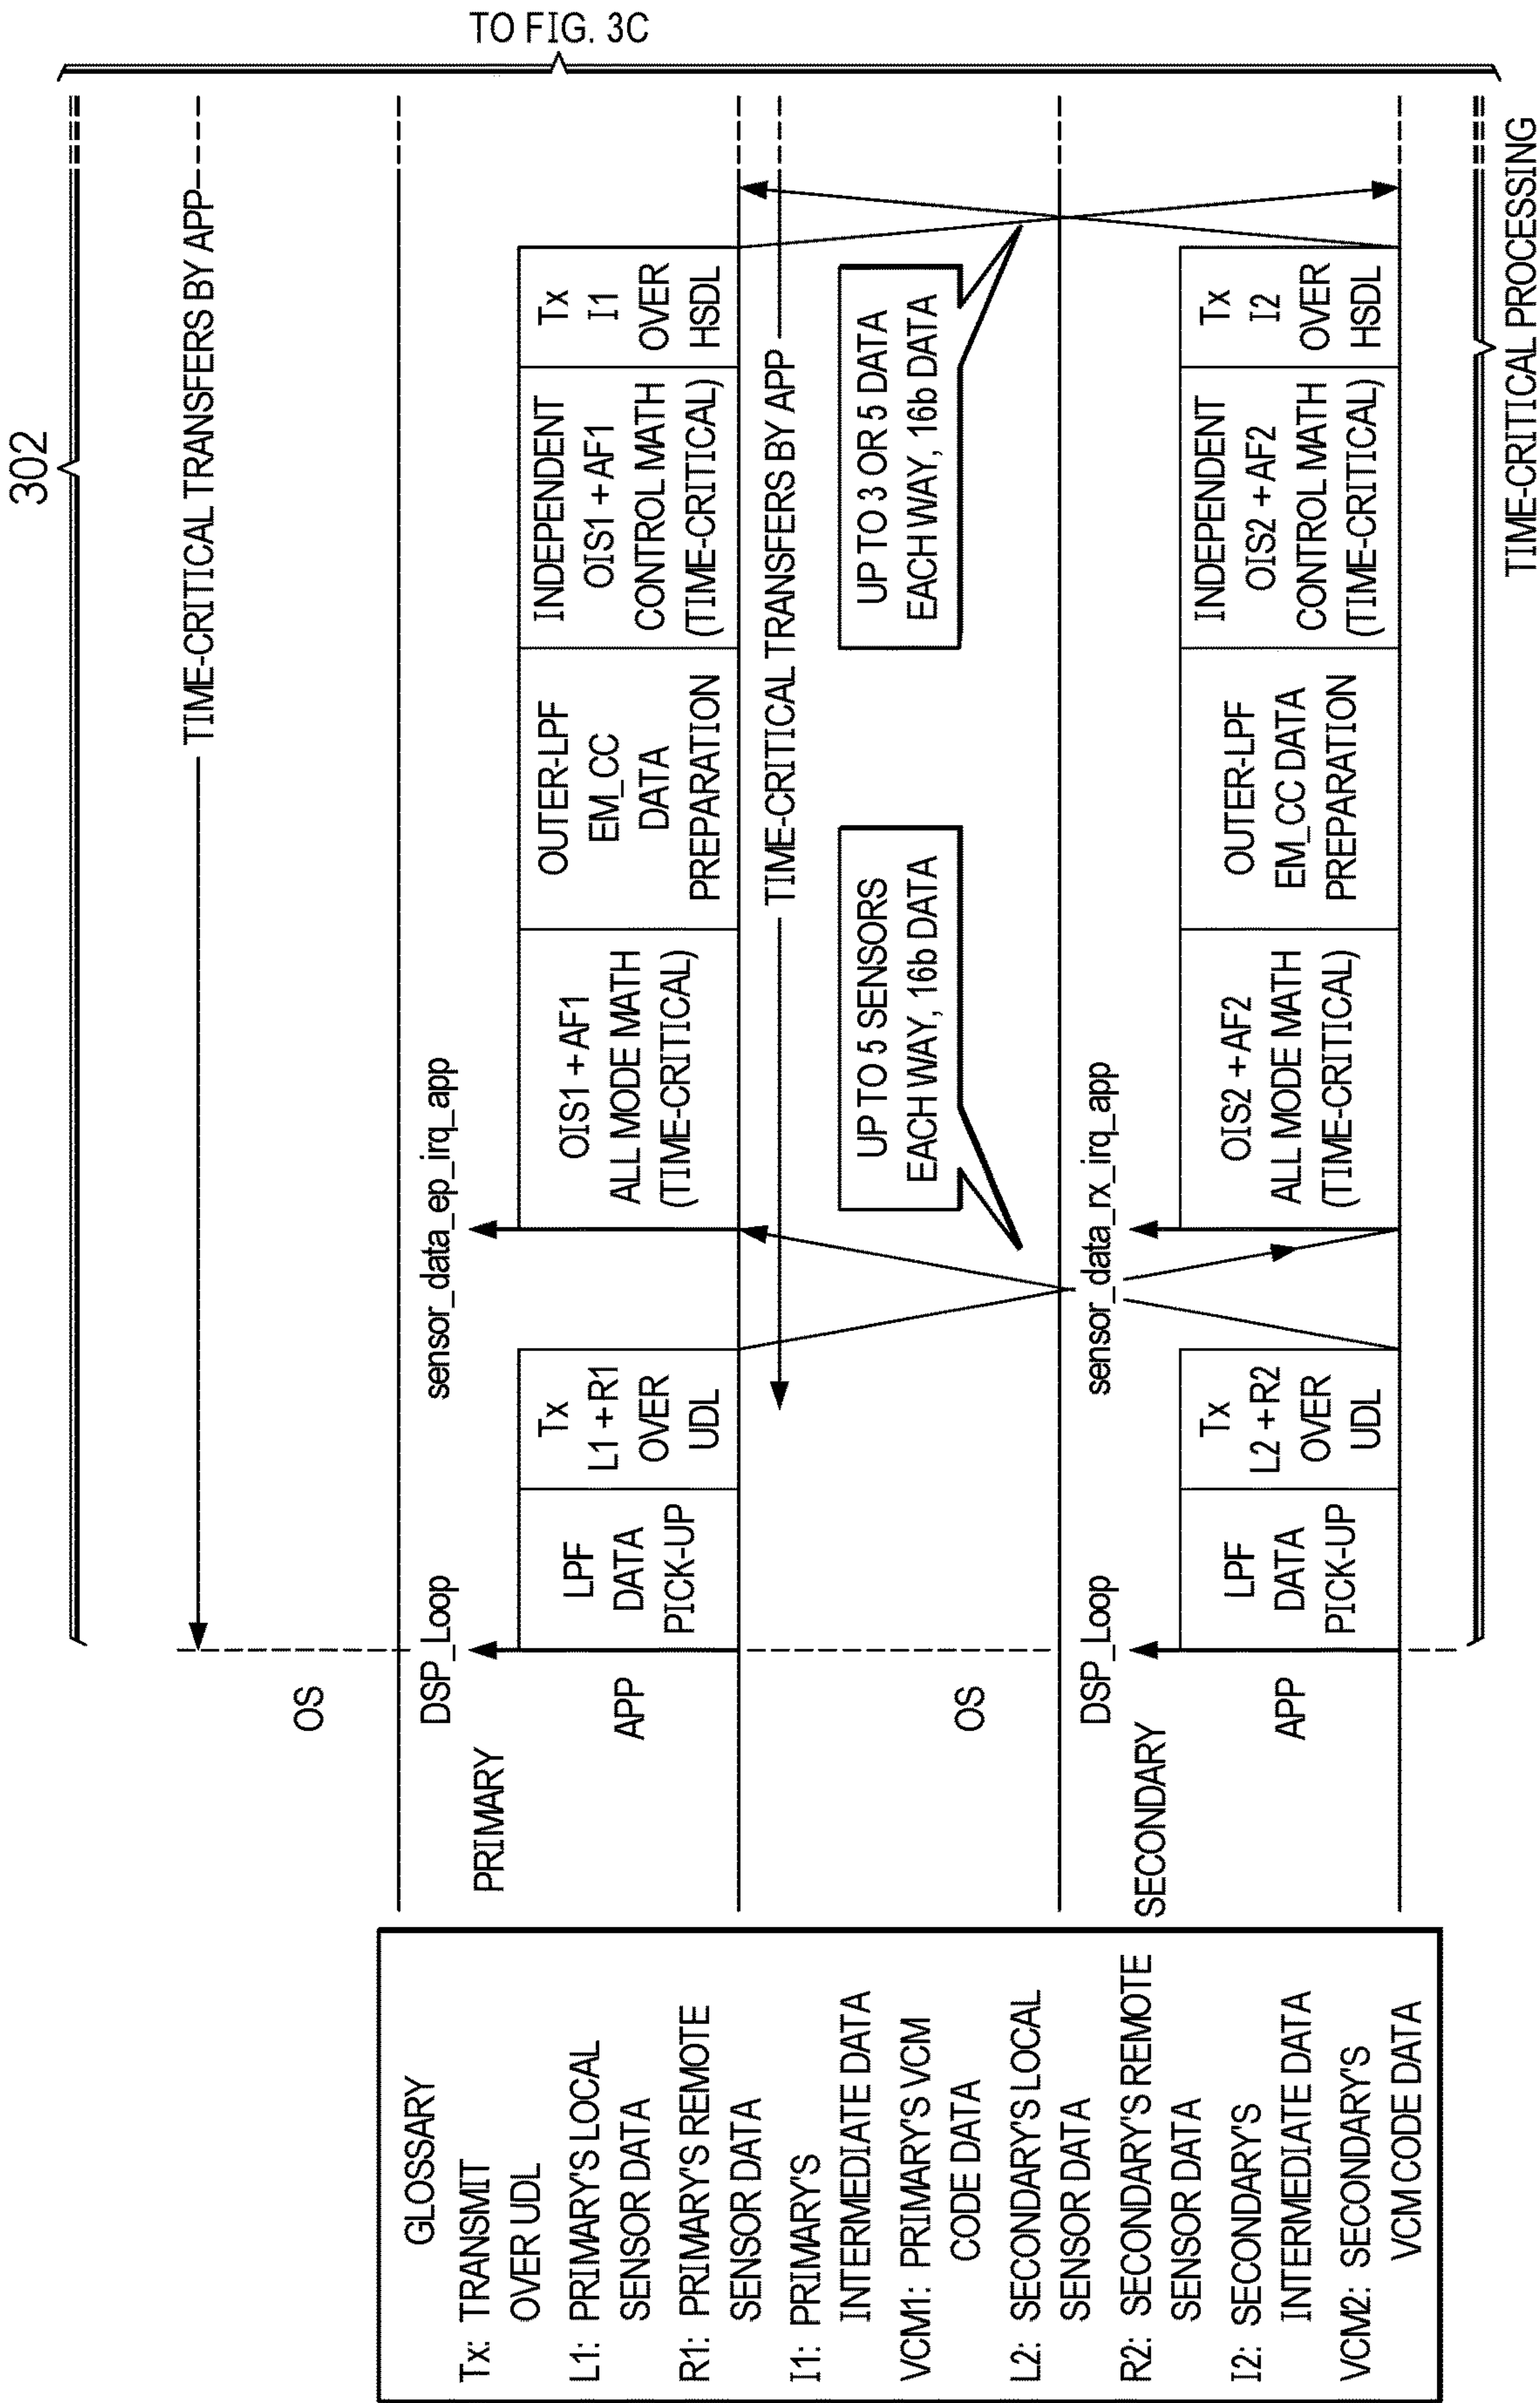 302
TO FIG. 3C
TIME-CRITICAL TRANSFERS BY APP
GLOSSARY
Tx: TRANSMIT
OVER UDL
L1: PRIMARY'S LOCAL
SENSOR DATA
R1: PRIMARY'S REMOTE
SENSOR DATA
I1: PRIMARY'S
INTERMEDIATE DATA
VCM1: PRIMARY'S VCM
CODE DATA
L2: SECONDARY'S LOCAL
SENSOR DATA
R2: SECONDARY'S REMOTE
SENSOR DATA
I2: SECONDARY'S
INTERMEDIATE DATA
VCM2: SECONDARY'S
VCM CODE DATA
OS
PRIMARY
DSP_Loop
sensor_data_ep_irq_app
APP
LPF
DATA
PICK-UP
Tx
L1 + R1
OVER
UDL
OIS1 + AF1
ALL MODE MATH
(TIME-CRITICAL)
OUTER-LPF
EM_CC
DATA
PREPARATION
INDEPENDENT
OIS1 + AF1
CONTROL MATH
(TIME-CRITICAL)
Tx
I1
OVER
HSDL
TIME-CRITICAL TRANSFERS BY APP
OS
UP TO 5 SENSORS
EACH WAY, 16b DATA
UP TO 3 OR 5 DATA
EACH WAY, 16b DATA
SECONDARY
DSP_Loop
sensor_data_rx_irq_app
APP
LPF
DATA
PICK-UP
Tx
L2 + R2
OVER
UDL
OIS2 + AF2
ALL MODE MATH
(TIME-CRITICAL)
OUTER-LPF
EM_CC DATA
PREPARATION
INDEPENDENT
OIS2 + AF2
CONTROL MATH
(TIME-CRITICAL)
Tx
I2
OVER
HSDL
TIME-CRITICAL PROCESSING